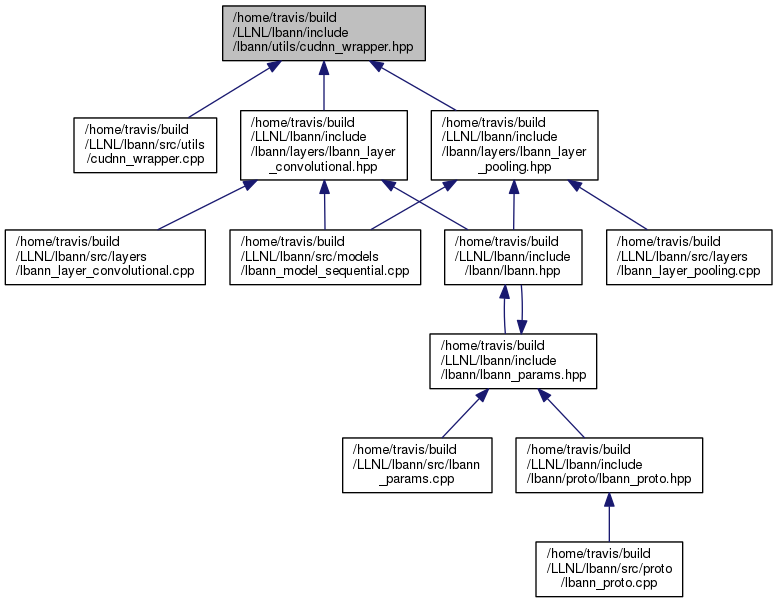 /home/travis/build
/LLNL/lbann/include
/lbann/utils/cudnn_wrapper.hpp
/home/travis/build
/LLNL/lbann/src/utils
/cudnn_wrapper.cpp
/home/travis/build
/LLNL/lbann/include
/lbann/layers/lbann_layer
_convolutional.hpp
/home/travis/build
/LLNL/lbann/include
/lbann/layers/lbann_layer
_pooling.hpp
/home/travis/build
/LLNL/lbann/src/layers
/lbann_layer_convolutional.cpp
/home/travis/build
/LLNL/lbann/src/models
/lbann_model_sequential.cpp
/home/travis/build
/LLNL/lbann/include
/lbann/lbann.hpp
/home/travis/build
/LLNL/lbann/src/layers
/lbann_layer_pooling.cpp
/home/travis/build
/LLNL/lbann/include
/lbann/lbann_params.hpp
/home/travis/build
/LLNL/lbann/src/lbann
_params.cpp
/home/travis/build
/LLNL/lbann/include
/lbann/proto/lbann_proto.hpp
/home/travis/build
/LLNL/lbann/src/proto
/lbann_proto.cpp